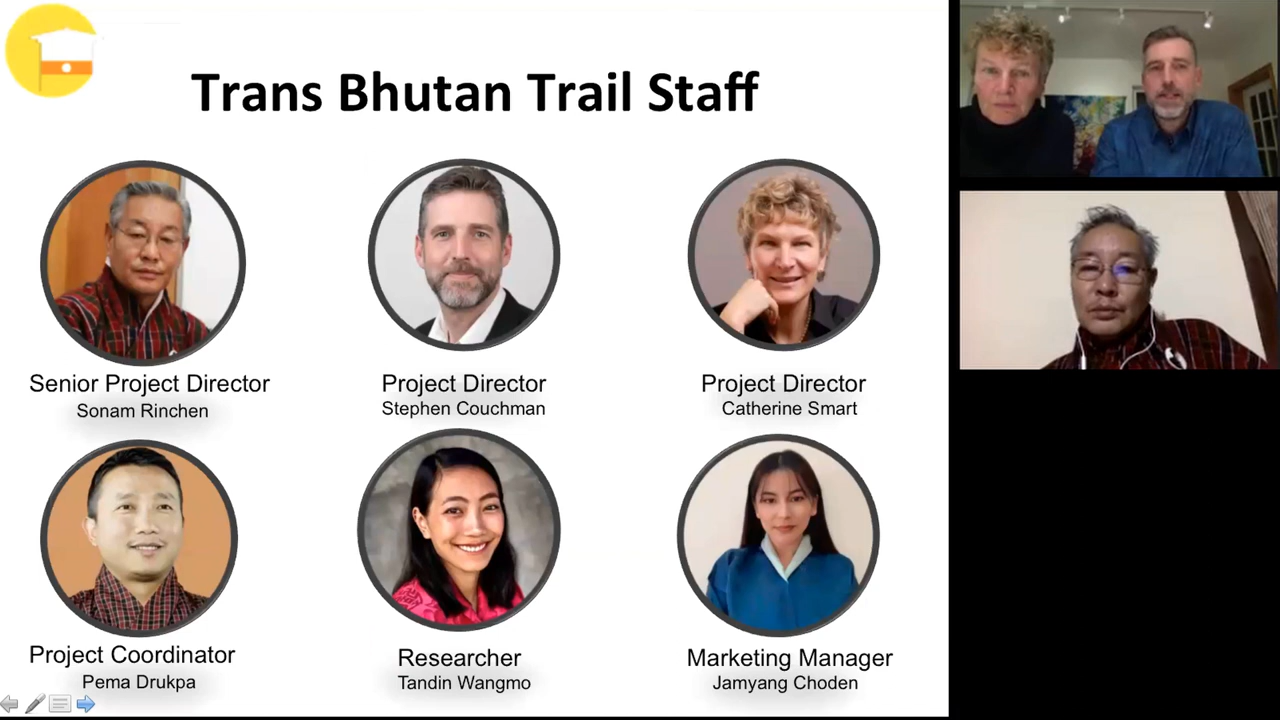 Trans Bhutan Trail Staff
Senior Project Director
Sonam Rinchen
Project Director
Stephen Couchman
Project Director
Catherine Smart
Project Coordinator
Pema Drukpa
Researcher
Tandin Wangmo
Marketing Manager
Jamyang Choden